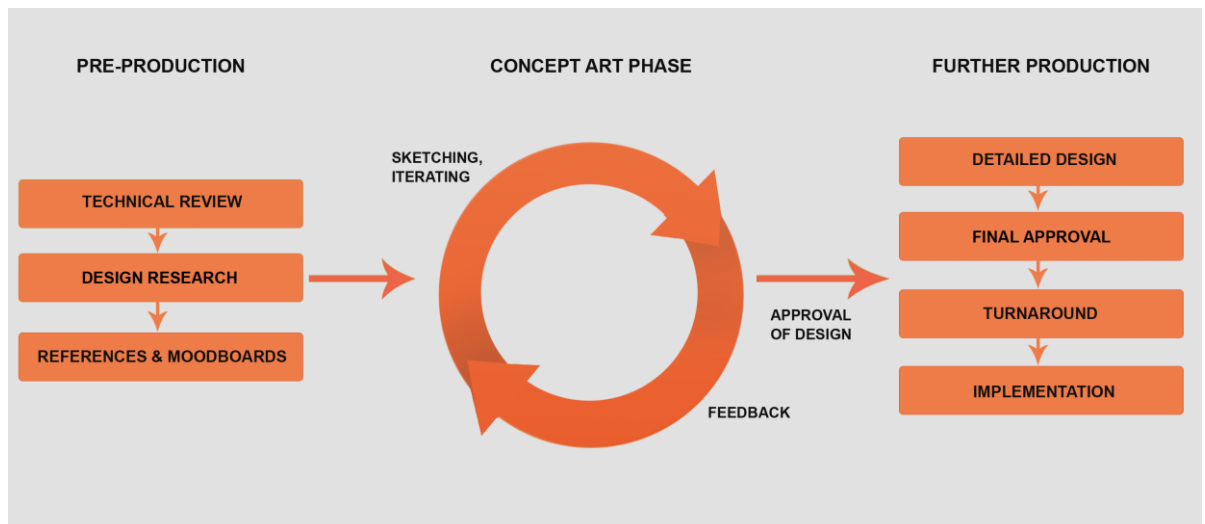 PRE-PRODUCTION
TECHNICAL REVIEW
DESIGN RESEARCH
REFERENCES & MOODBOARDS
CONCEPT ART PHASE
SKETCHING,
ITERATING
FEEDBACK
APPROVAL
OF DESIGN
FURTHER PRODUCTION
DETAILED DESIGN
FINAL APPROVAL
TURNAROUND
IMPLEMENTATION